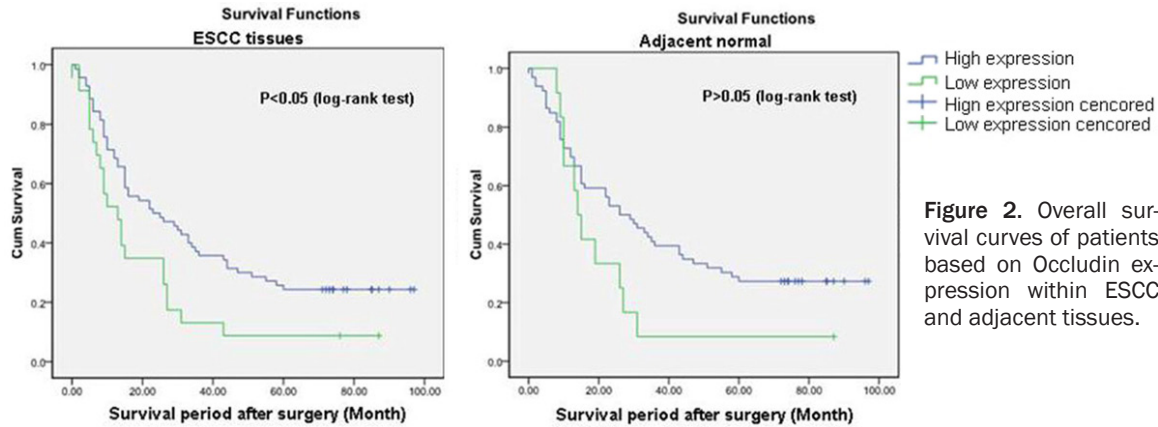 Survival Functions
ESCC tissues
P<0.05 (log-rank test)
Cum Survival
1.0
0.8
0.6
0.4
0.2
0.0
0.00
20.00
40.00
60.00
80.00
100.00
Survival period after surgery (Month)
Survival Functions
Adjacent normal
P>0.05 (log-rank test)
Cum Survival
1.0
0.8
0.6
0.4
0.2
0.0
0.00
20.00
40.00
60.00
80.00
100.00
Survival period after surgery (Month)
High expression
Low expression
High expression cencored
Low expression cencored
Figure 2. Overall sur-
vival curves of patients
based on Occludin ex-
pression within ESCC
and adjacent tissues.